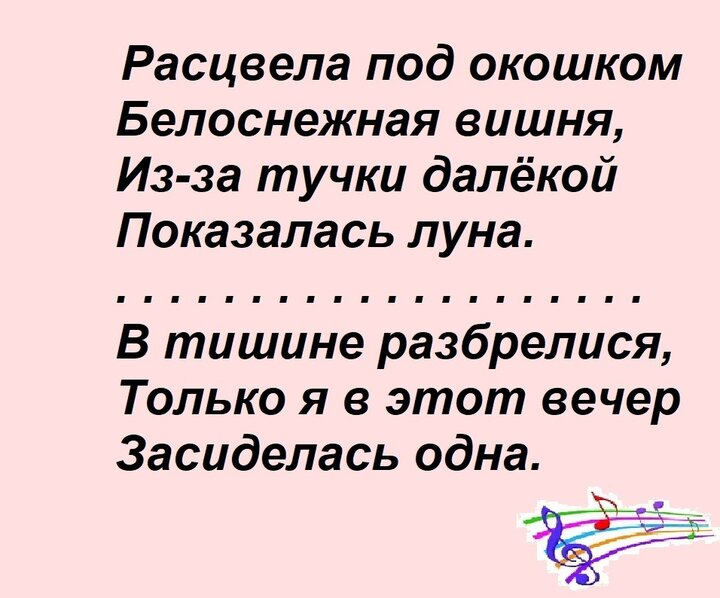 Расцвела под окошком
Белоснежная вишня,
Из-за тучки далёкой
Показалась луна.
. . . . . . . . . . . . . . . . . . . .
В тишине разбрелися,
Только я в этот вечер
Засиделась одна.